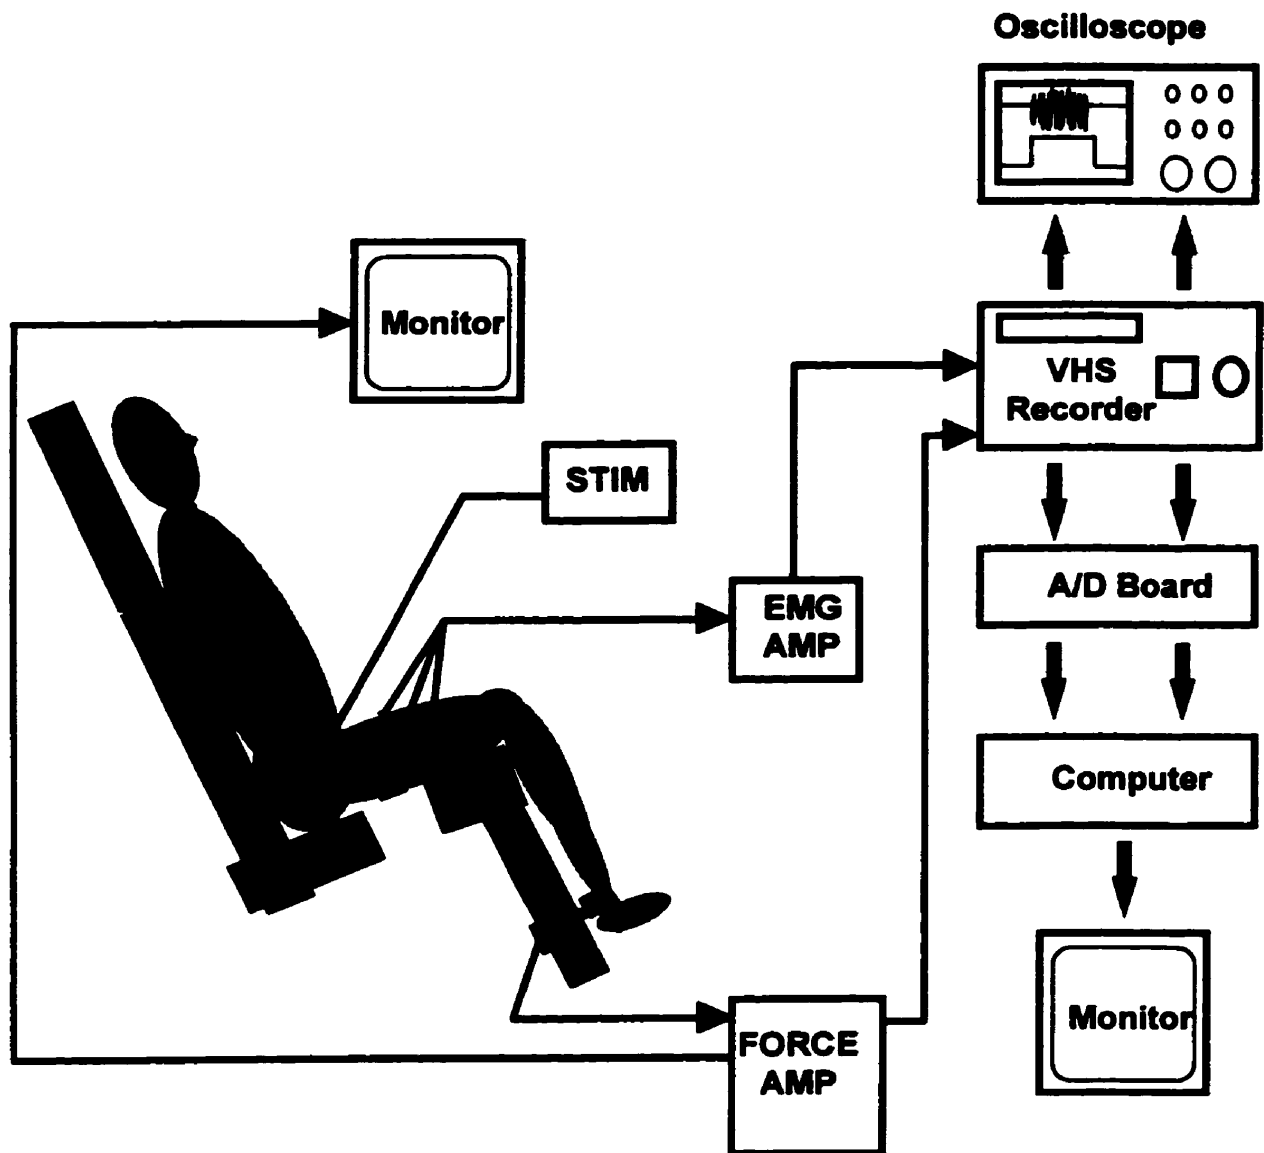 Oscilloscope
Monitor
VHS
Recorder
STIM
A/D Board
EMG
AMP
Computer
Monitor
FORCE
AMP